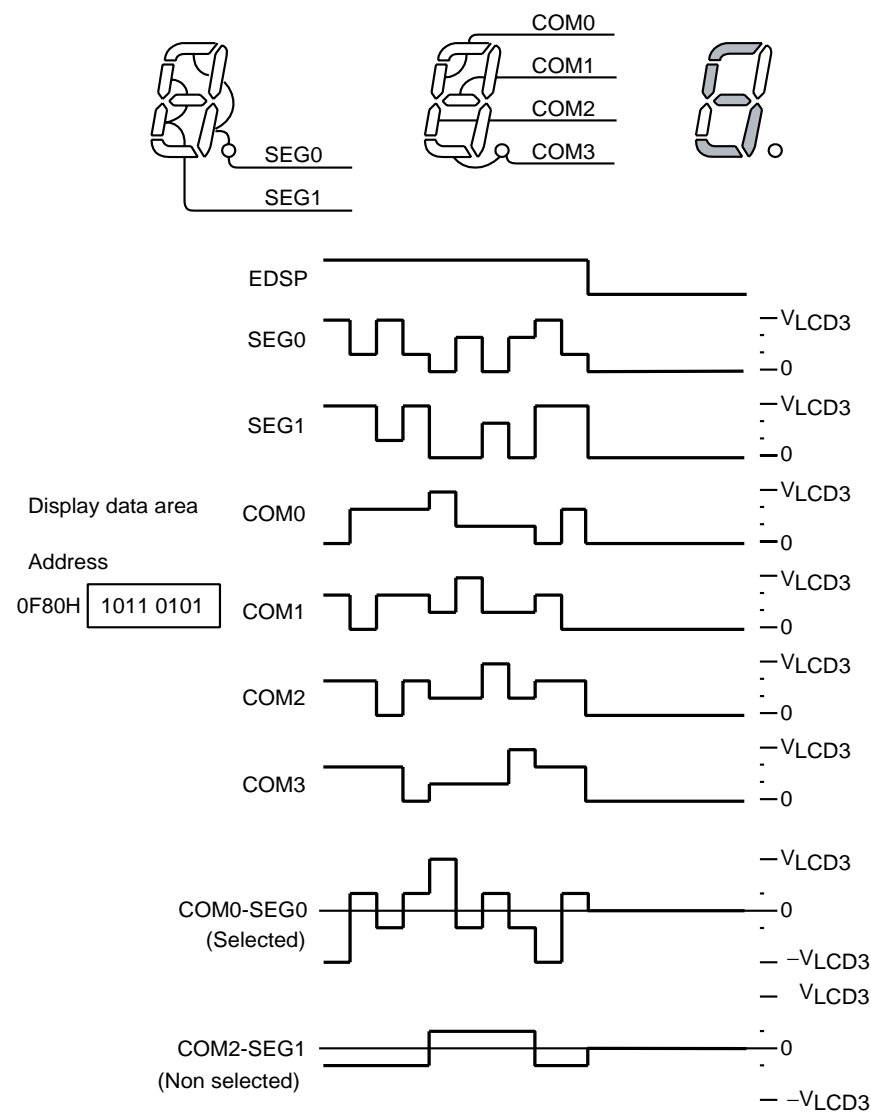 COM0
COM1
COM2
COM3
SEG0
SEG1
EDSP
SEG0
VLCD3
0
SEG1
VLCD3
0
Display data area
Address
0F80H 1011 0101
COM0
VLCD3
0
COM1
VLCD3
0
COM2
VLCD3
0
COM3
VLCD3
0
COM0-SEG0
(Selected)
VLCD3
0
−VLCD3
COM2-SEG1
(Non selected)
VLCD3
0
−VLCD3